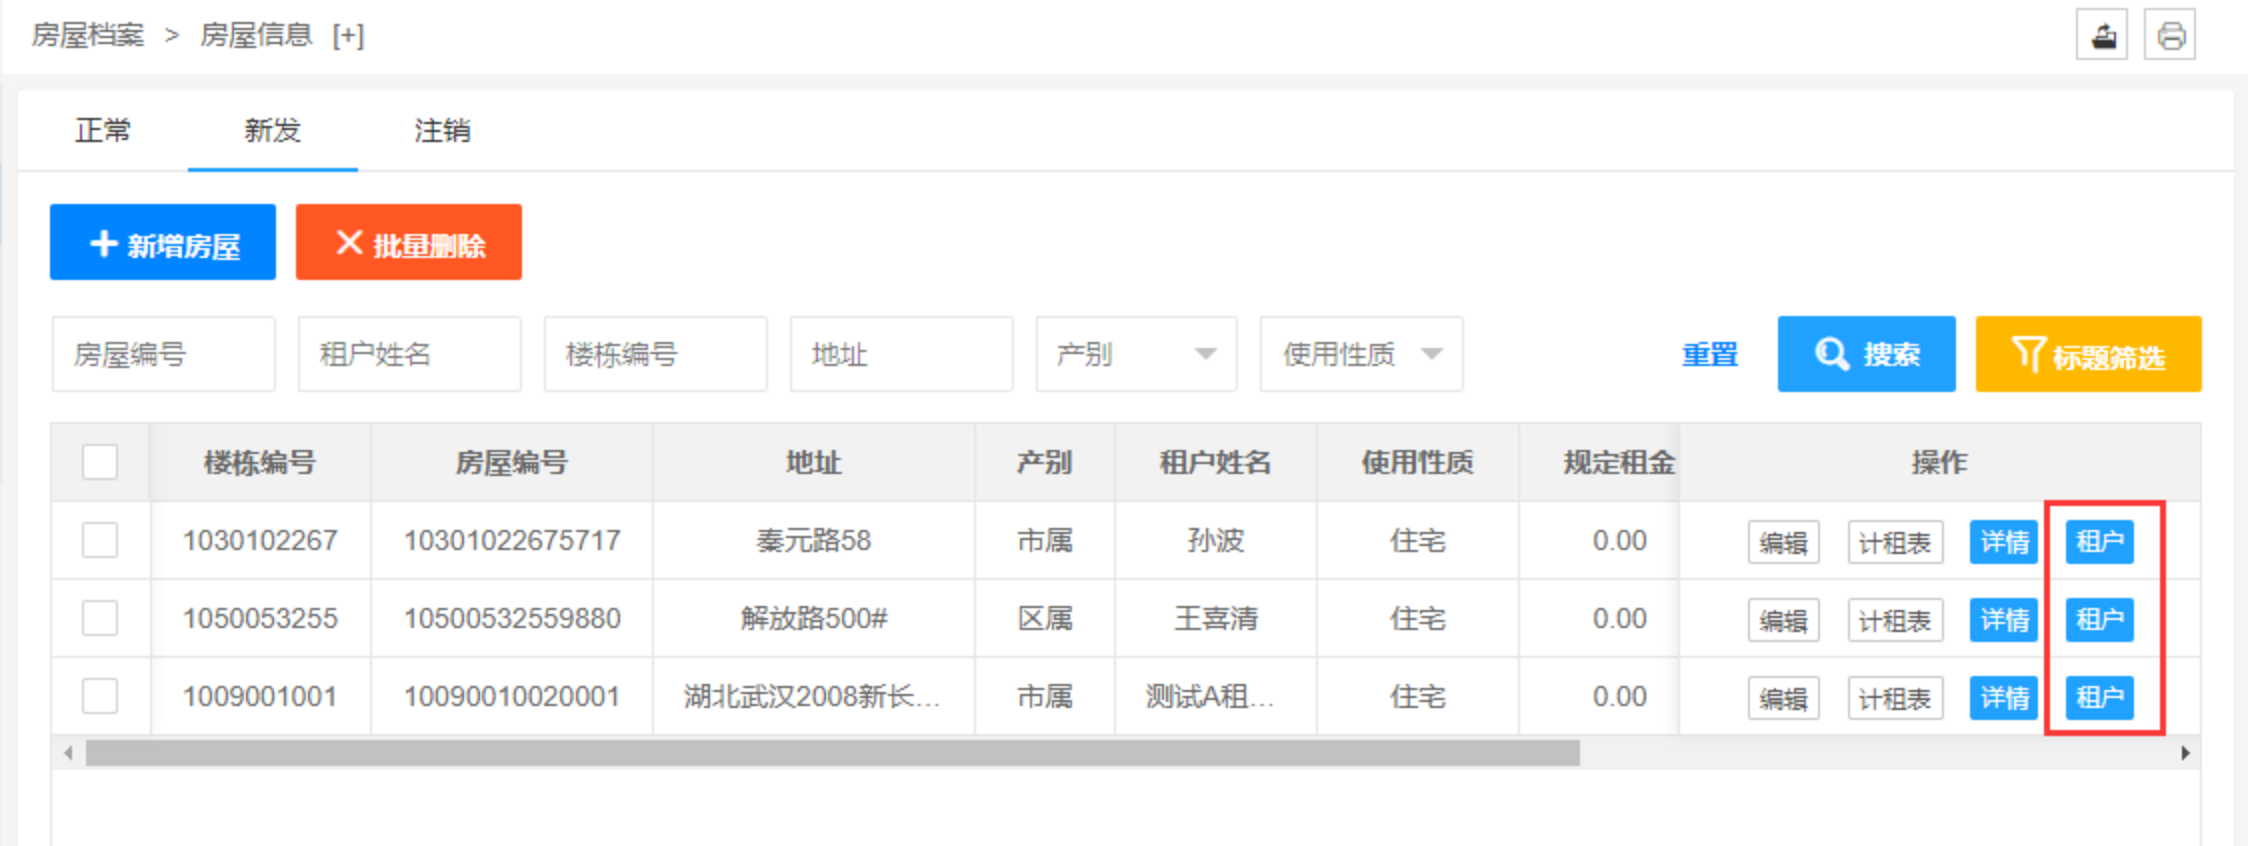 房屋档案 > 房屋信息 [+]
正常 新发 注销
新增房屋 批量删除
房屋编号 租户姓名 楼栋编号 地址 产别 使用性质 重置 搜索 标题筛选
楼栋编号 房屋编号 地址 产别 租户姓名 使用性质 规定租金 操作
1030102267 10301022675717 秦元路58 市属 孙波 住宅 0.00 编辑 计租表 详情 租户
1050053255 10500532559880 解放路500# 区属 王喜清 住宅 0.00 编辑 计租表 详情 租户
1009001001 10090010020001 湖北武汉2008新长... 市属 测试A租... 住宅 0.00 编辑 计租表 详情 租户